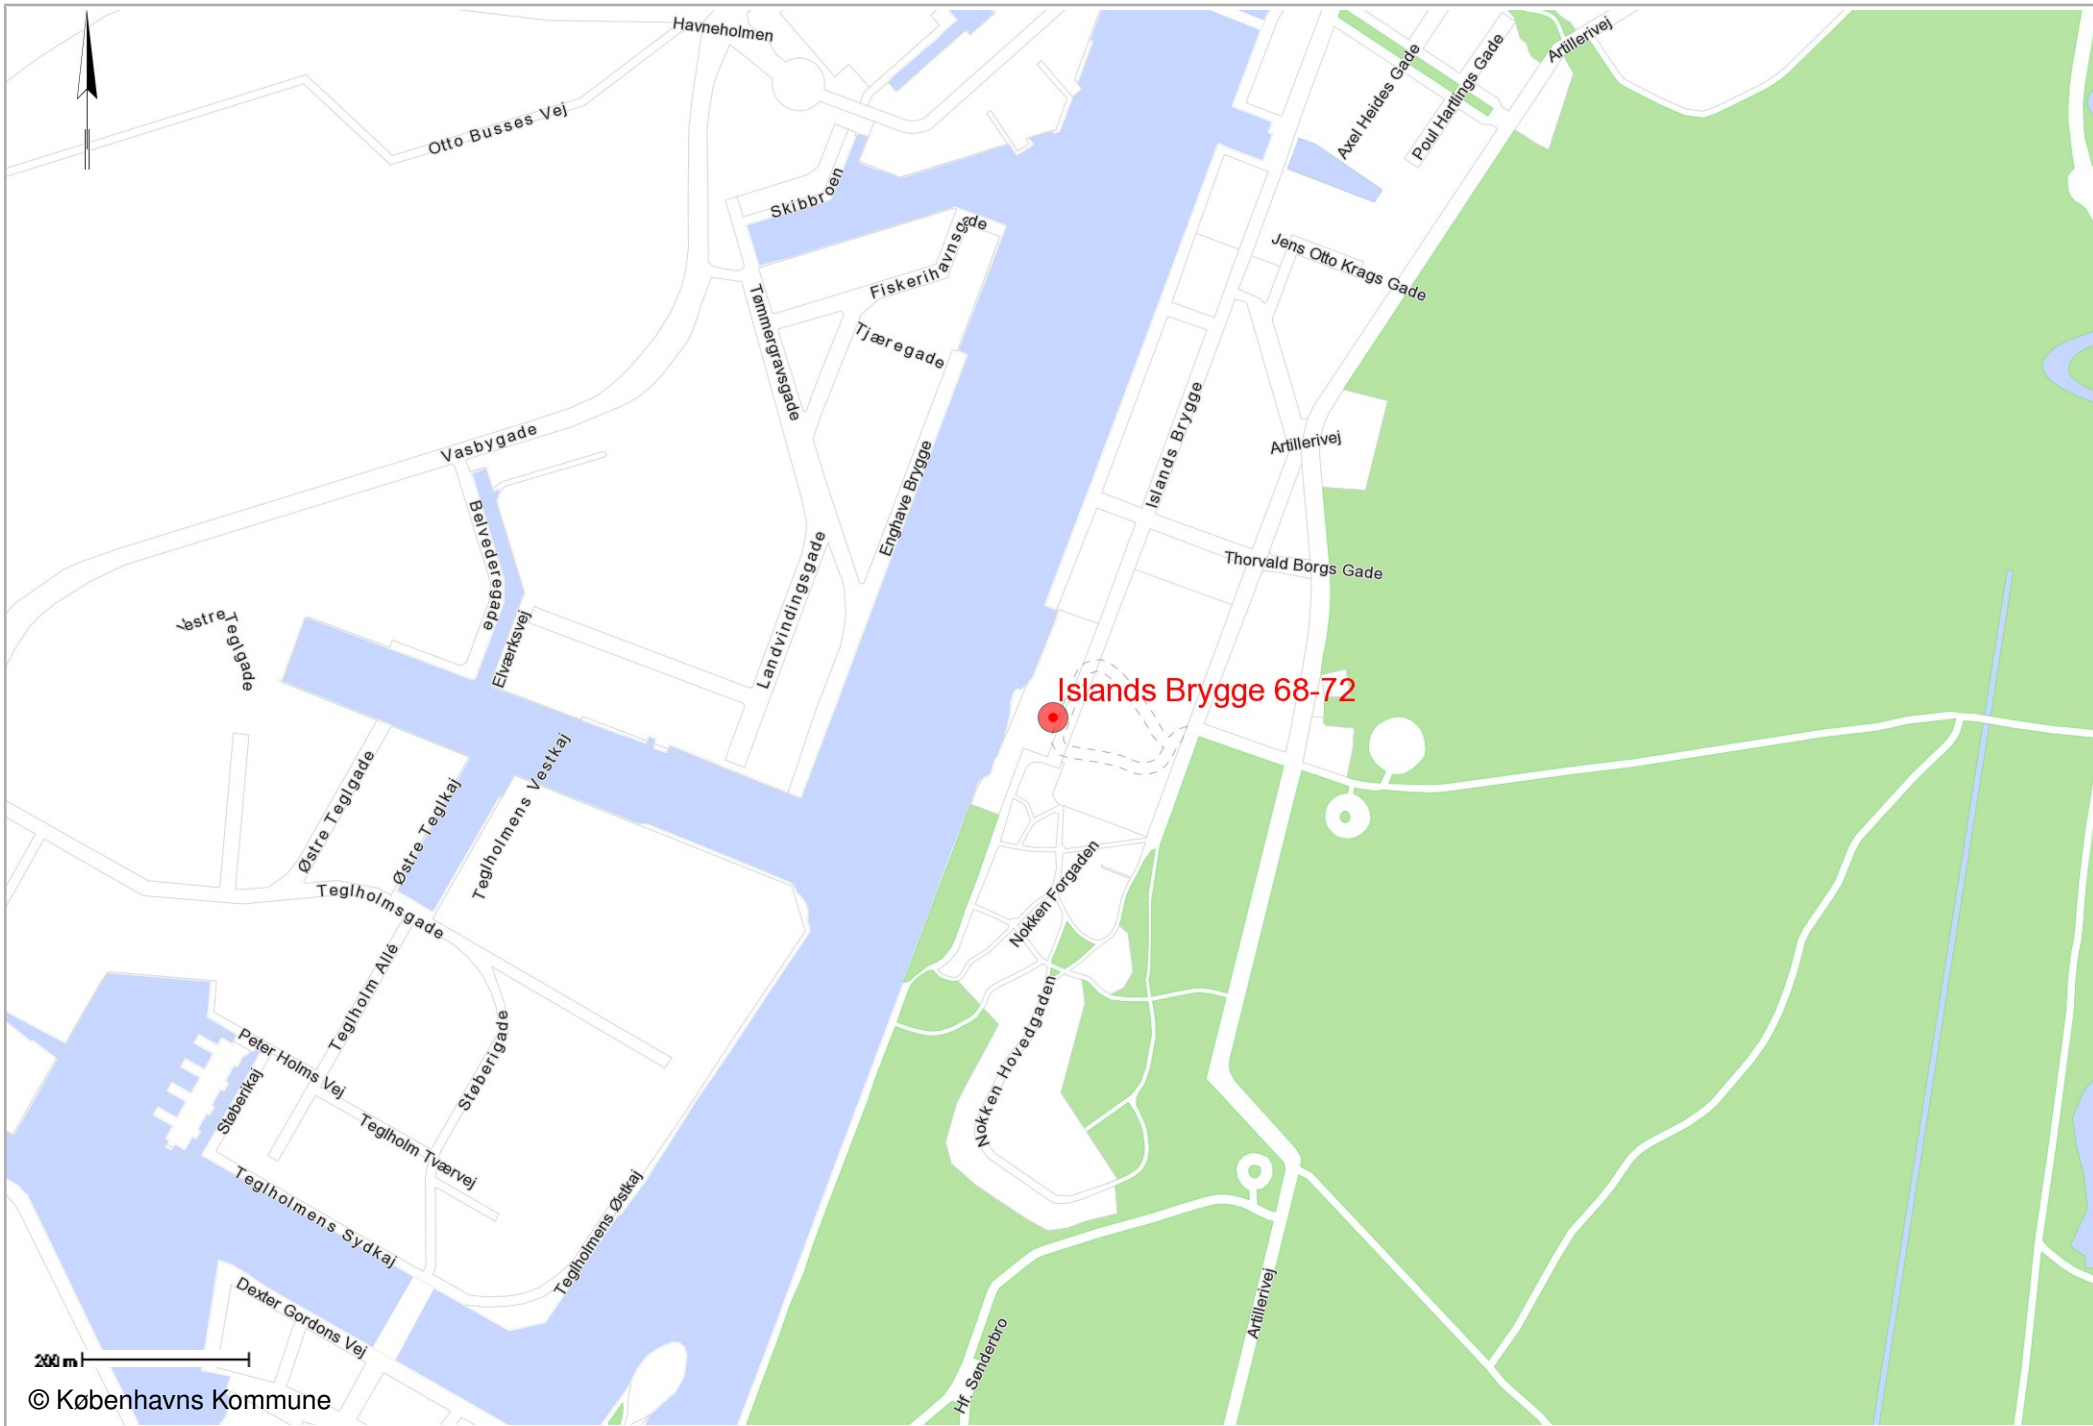 Havneholmen
Artillerivej
Axel Heides Gade
Poul Hartlings Gade
Otto Busses Vej
Skibbroen
Fiskerihavnsgade
Jens Otto Krags Gade
Tømmergravsgade
Tjæregade
Islands Brygge
Artillerivej
Vasbygade
Enghave Brygge
Belvederegade
Landvindingsgade
Thorvald Borgs Gade
Vestre
Teglgade
Elværksvej
Islands Brygge 68-72
Teglholmens Vestkaj
Østre Teglgade
Østre Teglkaj
Teglholmsgade
Nokken Forgaden
Teglholm Allé
Nokken Hovedgaden
Støberigade
Peter Holms Vej
Støberikaj
Teglholm Tværvej
Teglholmens Sydkaj
Teglholmens Østkaj
Dexter Gordons Vej
Artillerivej
Hf. Sønderbro
200 m
© Københavns Kommune